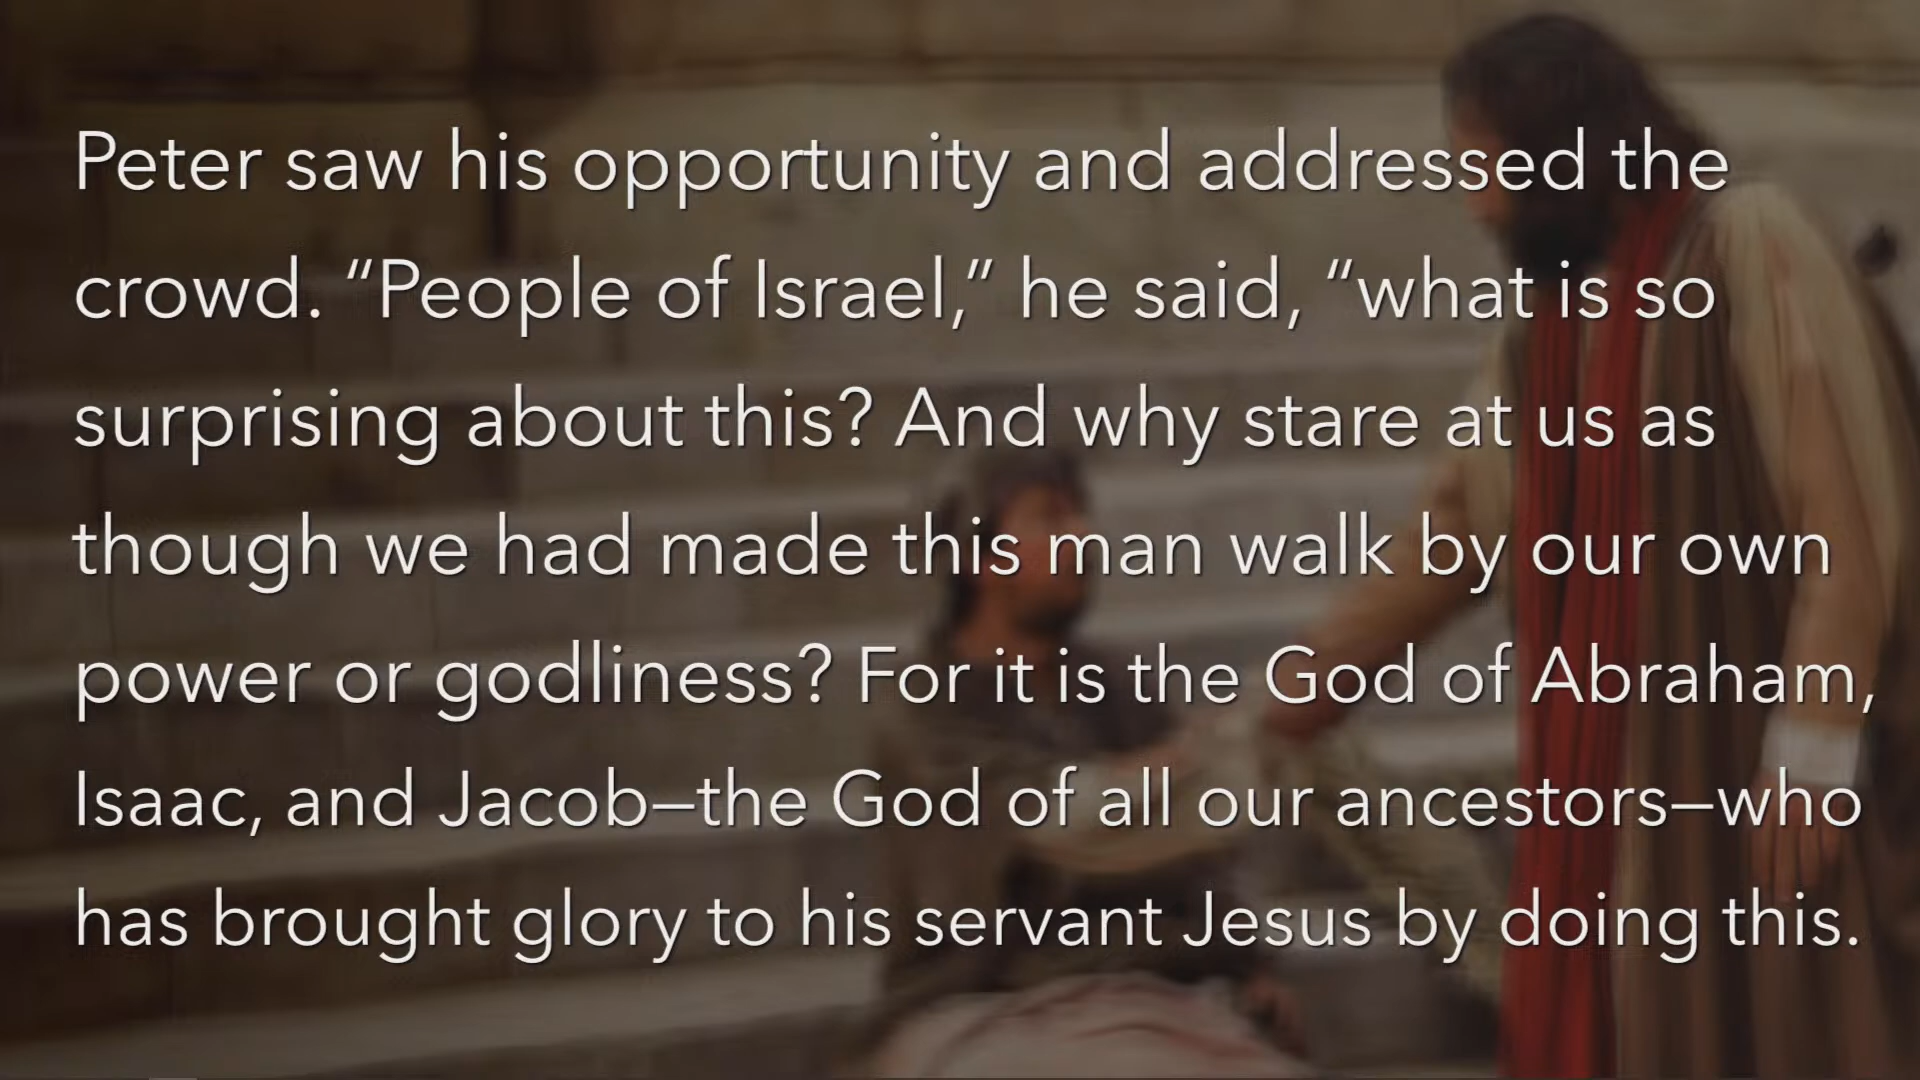 Peter saw his opportunity and addressed the
crowd. “People of Israel,” he said, “what is so
surprising about this? And why stare at us as
though we had made this man walk by our own
power or godliness? For it is the God of Abraham,
Isaac, and Jacob—the God of all our ancestors—who
has brought glory to his servant Jesus by doing this.